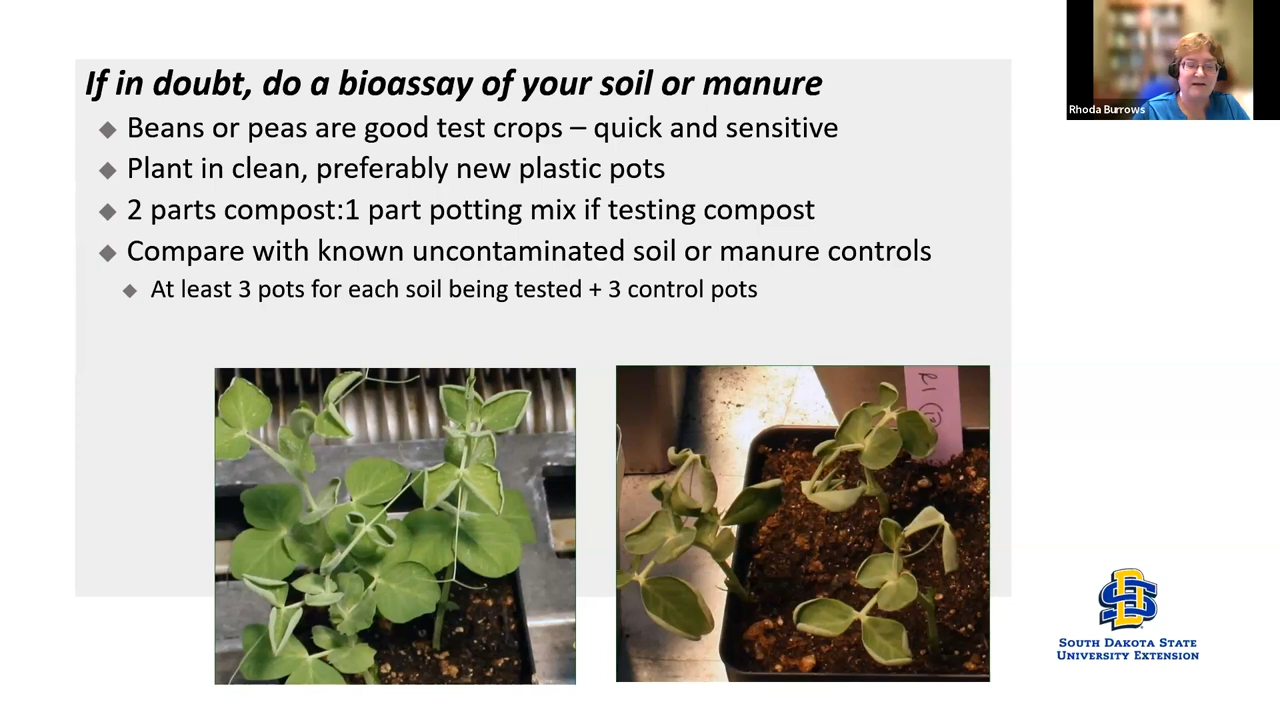 If in doubt, do a bioassay of your soil or manure
Beans or peas are good test crops – quick and sensitive
Plant in clean, preferably new plastic pots
2 parts compost:1 part potting mix if testing compost
Compare with known uncontaminated soil or manure controls
At least 3 pots for each soil being tested + 3 control pots
Rhoda Burrows
SOUTH DAKOTA STATE
UNIVERSITY EXTENSION